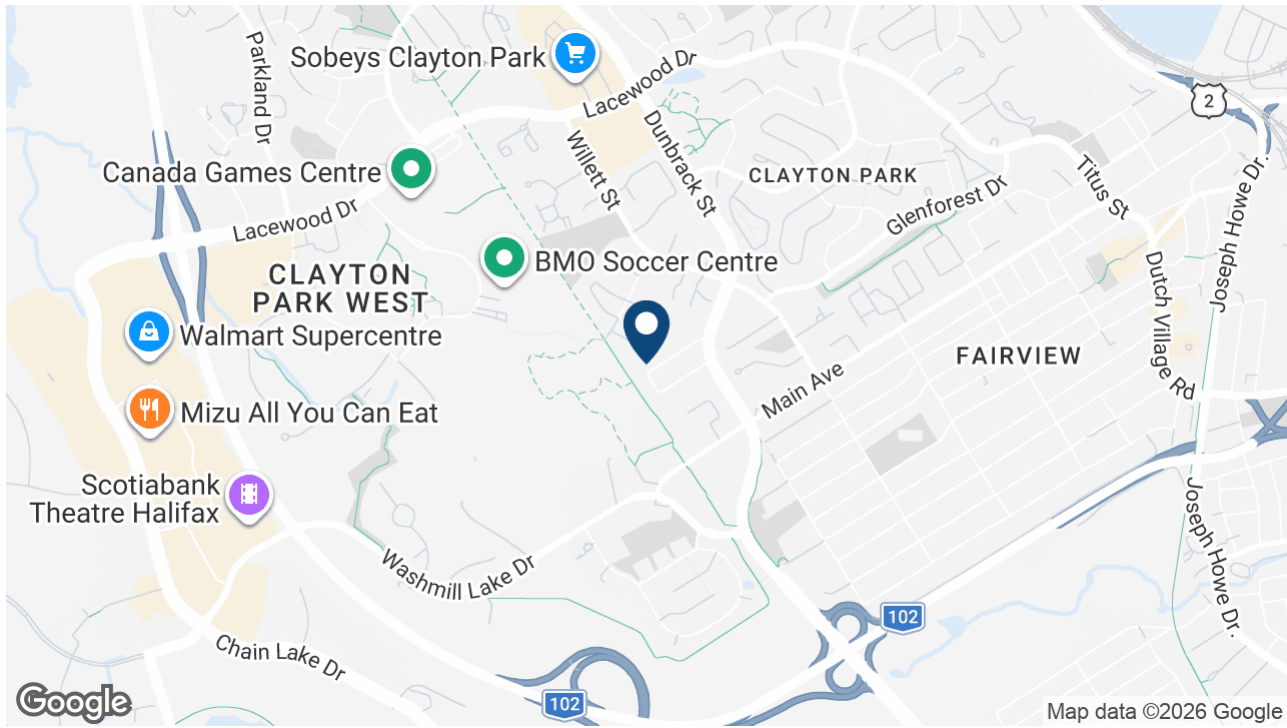 Parkland Dr
Sobeys Clayton Park
Lacewood Dr
2
Willett St
Dunbrack St
Canada Games Centre
CLAYTON PARK
Titus St
Joseph Howe Dr.
Glenforest Dr
Lacewood Dr
BMO Soccer Centre
CLAYTON
PARK WEST
Dutch Village Rd
Walmart Supercentre
FAIRVIEW
Main Ave
Mizu All You Can Eat
Scotiabank
Theatre Halifax
Joseph Howe Dr.
Washmill Lake Dr
102
Chain Lake Dr
102
Google
Map data ©2026 Google